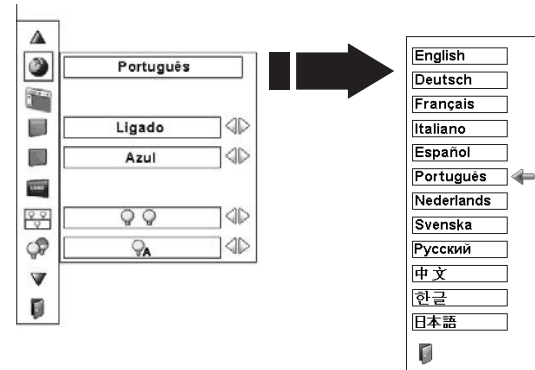 Português
Ligado
Azul
A
English
Deutsch
Français
Italiano
Español
Português
Nederlands
Svenska
Русский
中文
한글
日本語